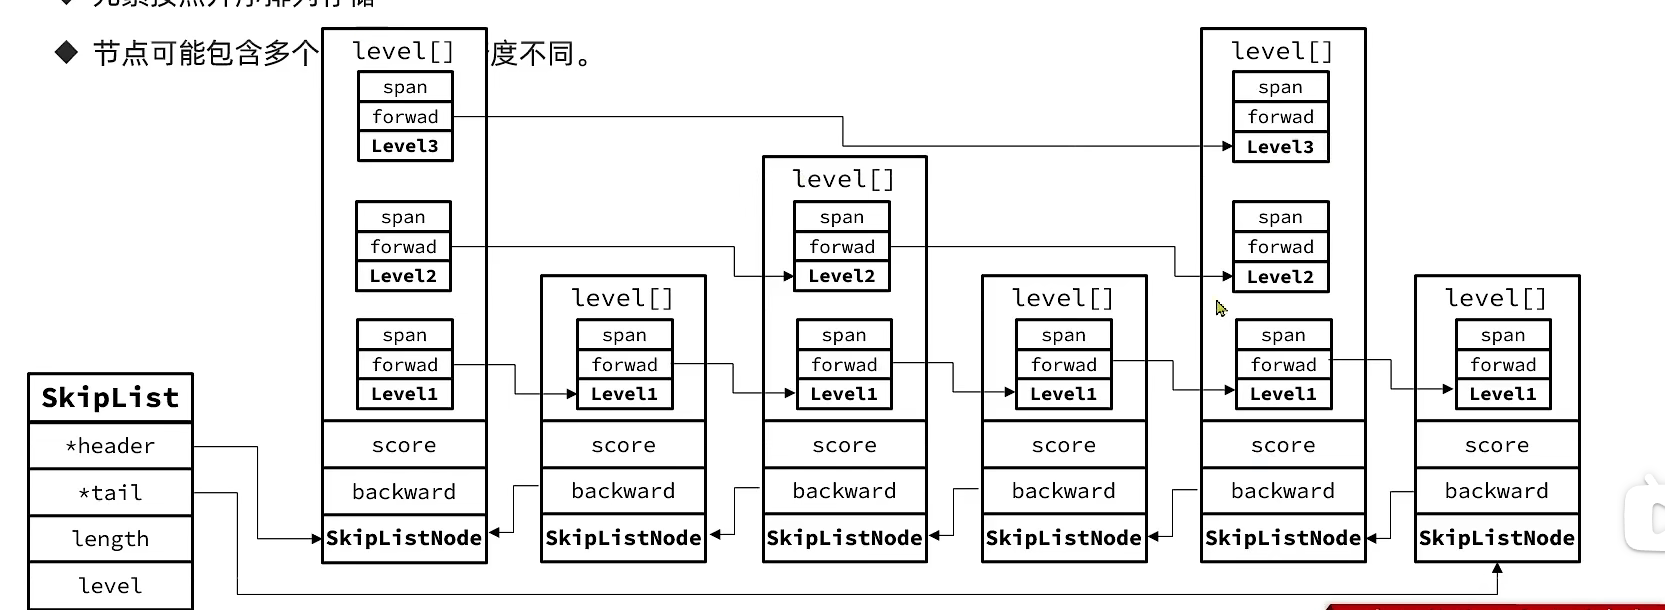 节点可能包含多个
度不同。
level[]
span
forwad
Level3
span
forwad
Level2
span
forwad
Level1
score
backward
SkipListNode
level[]
span
forwad
Level1
score
backward
SkipListNode
level[]
span
forwad
Level2
span
forwad
Level1
score
backward
SkipListNode
level[]
span
forwad
Level1
score
backward
SkipListNode
level[]
span
forwad
Level3
span
forwad
Level2
span
forwad
Level1
score
backward
SkipListNode
level[]
span
forwad
Level1
score
backward
SkipListNode
SkipList
*header
*tail
length
level